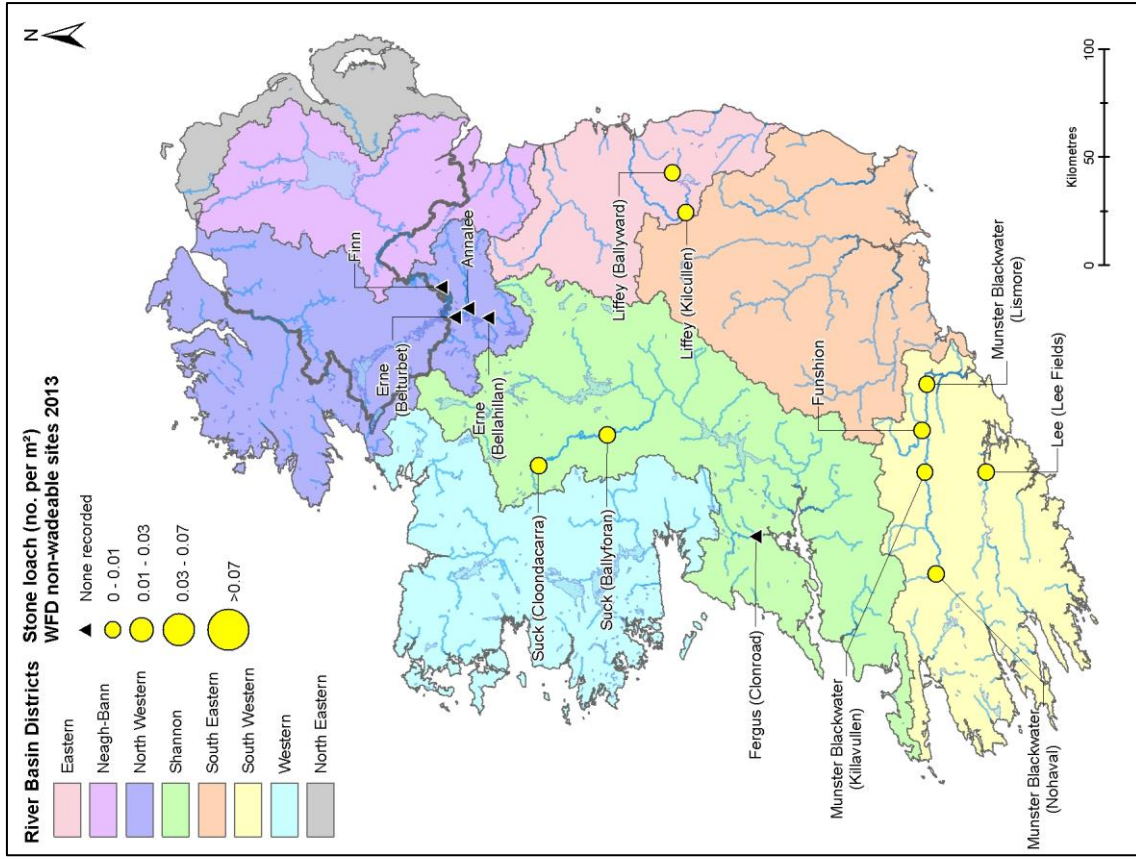 River Basin Districts
Eastern
Neagh-Bann
North Western
Shannon
South Eastern
South Western
Western
North Eastern
Stone loach (no. per m²)
WFD non-wadeable sites 2013
None recorded
0 - 0.01
0.01 - 0.03
0.03 - 0.07
>0.07
N
Finn
Annalee
Erne
(Belturbet)
Erne
(Bellahillan)
Suck (Cloondacarra)
Suck (Ballyforan)
Liffey (Ballyward)
Liffey (Kilcullen)
Fergus (Clonroad)
Funshion
Munster Blackwater
(Killavullen)
Munster Blackwater
(Lismore)
Lee (Lee Fields)
Munster Blackwater
(Nohaval)
0
50
100
Kilometres